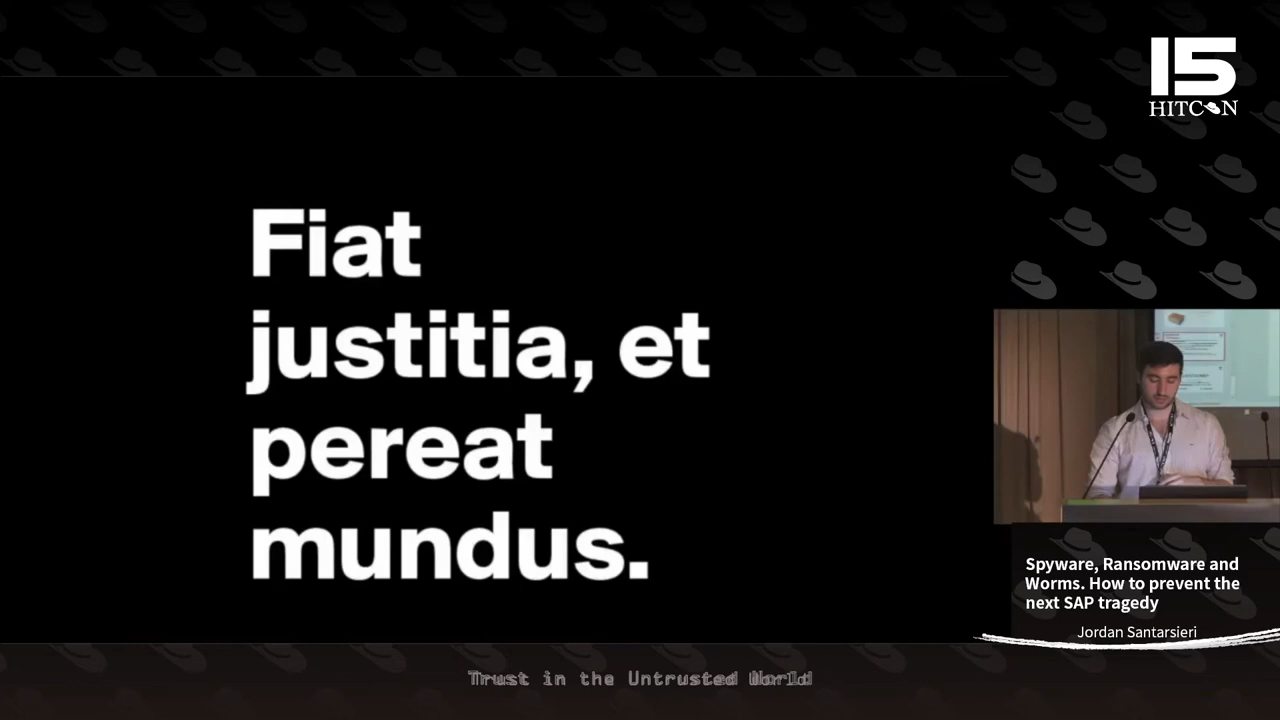 15
HITCON
Fiat
justitia, et
pereat
mundus.
Spyware, Ransomware and
Worms. How to prevent the
next SAP tragedy
Jordan Santarsieri
Trust in the Untrusted World